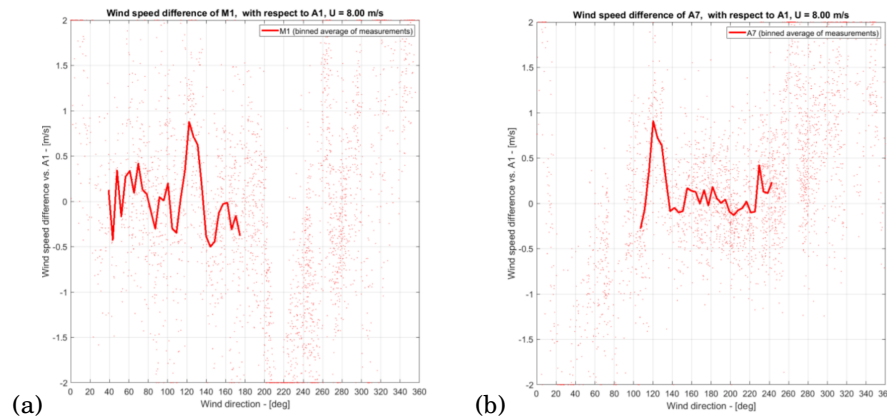 Wind speed difference of M1, with respect to A1, U = 8.00 m/s
M1 (binned average of measurements)
2
1.5
1
0.5
0
-0.5
-1
-1.5
-2
Wind speed difference vs. A1 - [m/s]
0 20 40 60 80 100 120 140 160 180 200 220 240 260 280 300 320 340 360
Wind direction - [deg]
(a)
Wind speed difference of A7, with respect to A1, U = 8.00 m/s
A7 (binned average of measurements)
2
1.5
1
0.5
0
-0.5
-1
-1.5
-2
Wind speed difference vs. A1 - [m/s]
0 20 40 60 80 100 120 140 160 180 200 220 240 260 280 300 320 340 36
Wind direction - [deg]
(b)